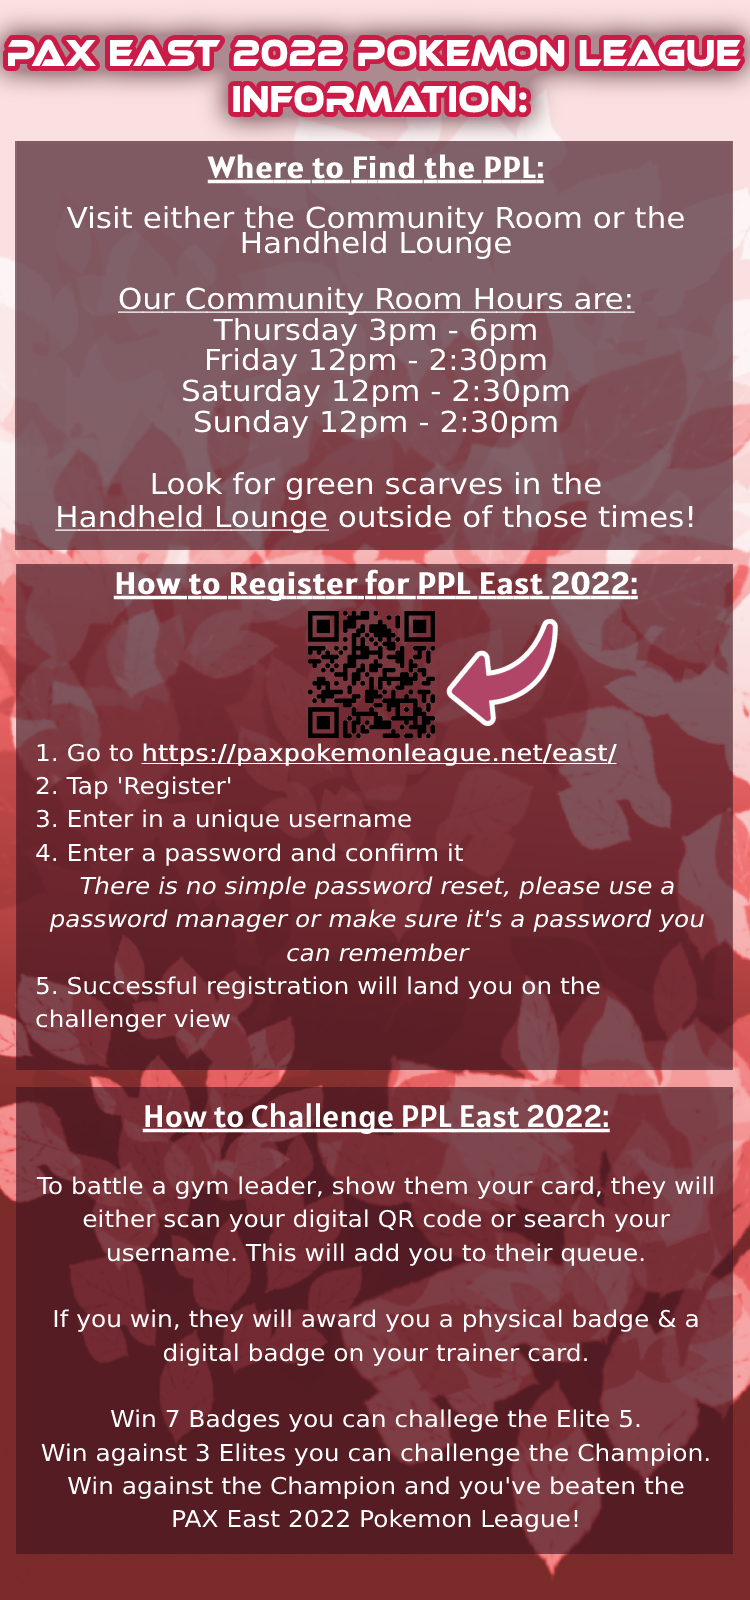 PAX EAST 2022 POKEMON LEAGUE
INFORMATION:
Where to Find the PPL:
Visit either the Community Room or the
Handheld Lounge
Our Community Room Hours are:
Thursday 3pm - 6pm
Friday 12pm - 2:30pm
Saturday 12pm - 2:30pm
Sunday 12pm - 2:30pm
Look for green scarves in the
Handheld Lounge outside of those times!
How to Register for PPL East 2022:
1. Go to https://paxpokemonleague.net/east/
2. Tap 'Register'
3. Enter in a unique username
4. Enter a password and confirm it
There is no simple password reset, please use a
password manager or make sure it's a password you
can remember
5. Successful registration will land you on the
challenger view
How to Challenge PPL East 2022:
To battle a gym leader, show them your card, they will
either scan your digital QR code or search your
username. This will add you to their queue.
If you win, they will award you a physical badge & a
digital badge on your trainer card.
Win 7 Badges you can challege the Elite 5.
Win against 3 Elites you can challenge the Champion.
Win against the Champion and you've beaten the
PAX East 2022 Pokemon League!